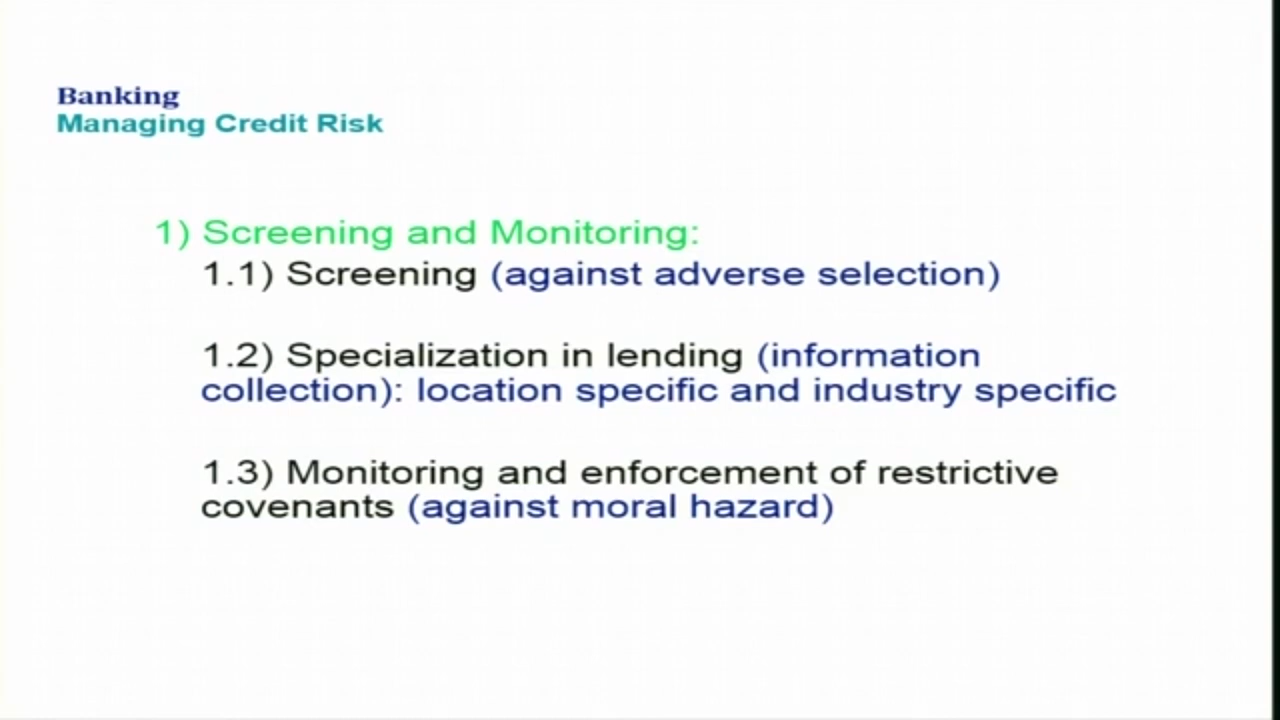 Banking
Managing Credit Risk
1) Screening and Monitoring:
1.1) Screening (against adverse selection)
1.2) Specialization in lending (information
collection): location specific and industry specific
1.3) Monitoring and enforcement of restrictive
covenants (against moral hazard)